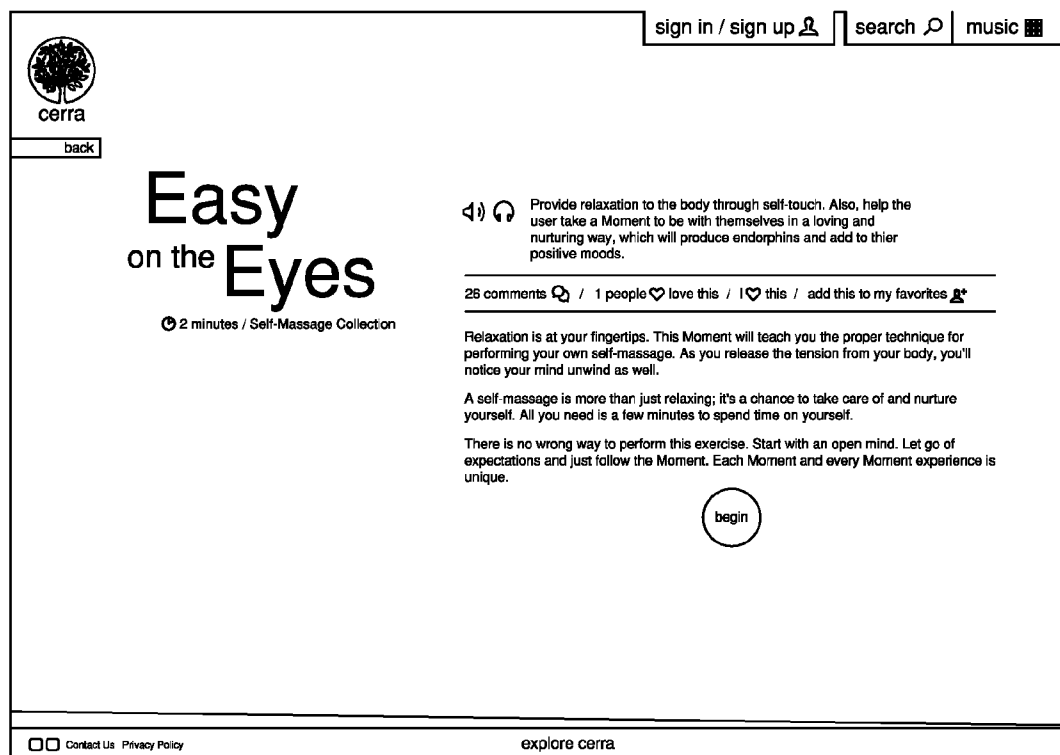 sign in / sign up
search
music
cerra
back
Easy
on the Eyes
2 minutes / Self-Massage Collection
Provide relaxation to the body through self-touch. Also, help the
user take a Moment to be with themselves in a loving and
nurturing way, which will produce endorphins and add to thier
positive moods.
26 comments / 1 people love this / I this / add this to my favorites
Relaxation is at your fingertips. This Moment will teach you the proper technique for
performing your own self-massage. As you release the tension from your body, you'll
notice your mind unwind as well.
A self-massage is more than just relaxing; it's a chance to take care of and nurture
yourself. All you need is a few minutes to spend time on yourself.
There is no wrong way to perform this exercise. Start with an open mind. Let go of
expectations and just follow the Moment. Each Moment and every Moment experience is
unique.
begin
Contact Us Privacy Policy
explore cerra